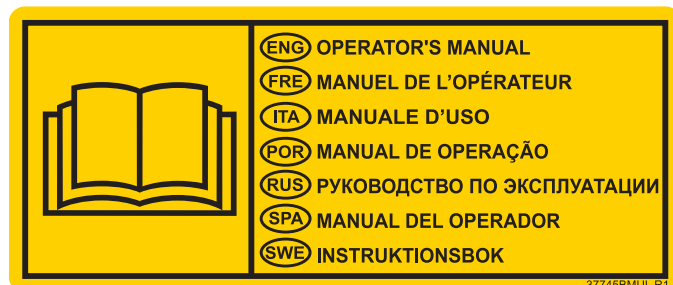 ENG OPERATOR'S MANUAL
FRE MANUEL DE L'OPÉRATEUR
ITA MANUALE D'USO
POR MANUAL DE OPERAÇÃO
RUS РУКОВОДСТВО ПО ЭКСПЛУАТАЦИИ
SPA MANUAL DEL OPERADOR
SWE INSTRUKTIONSBOK